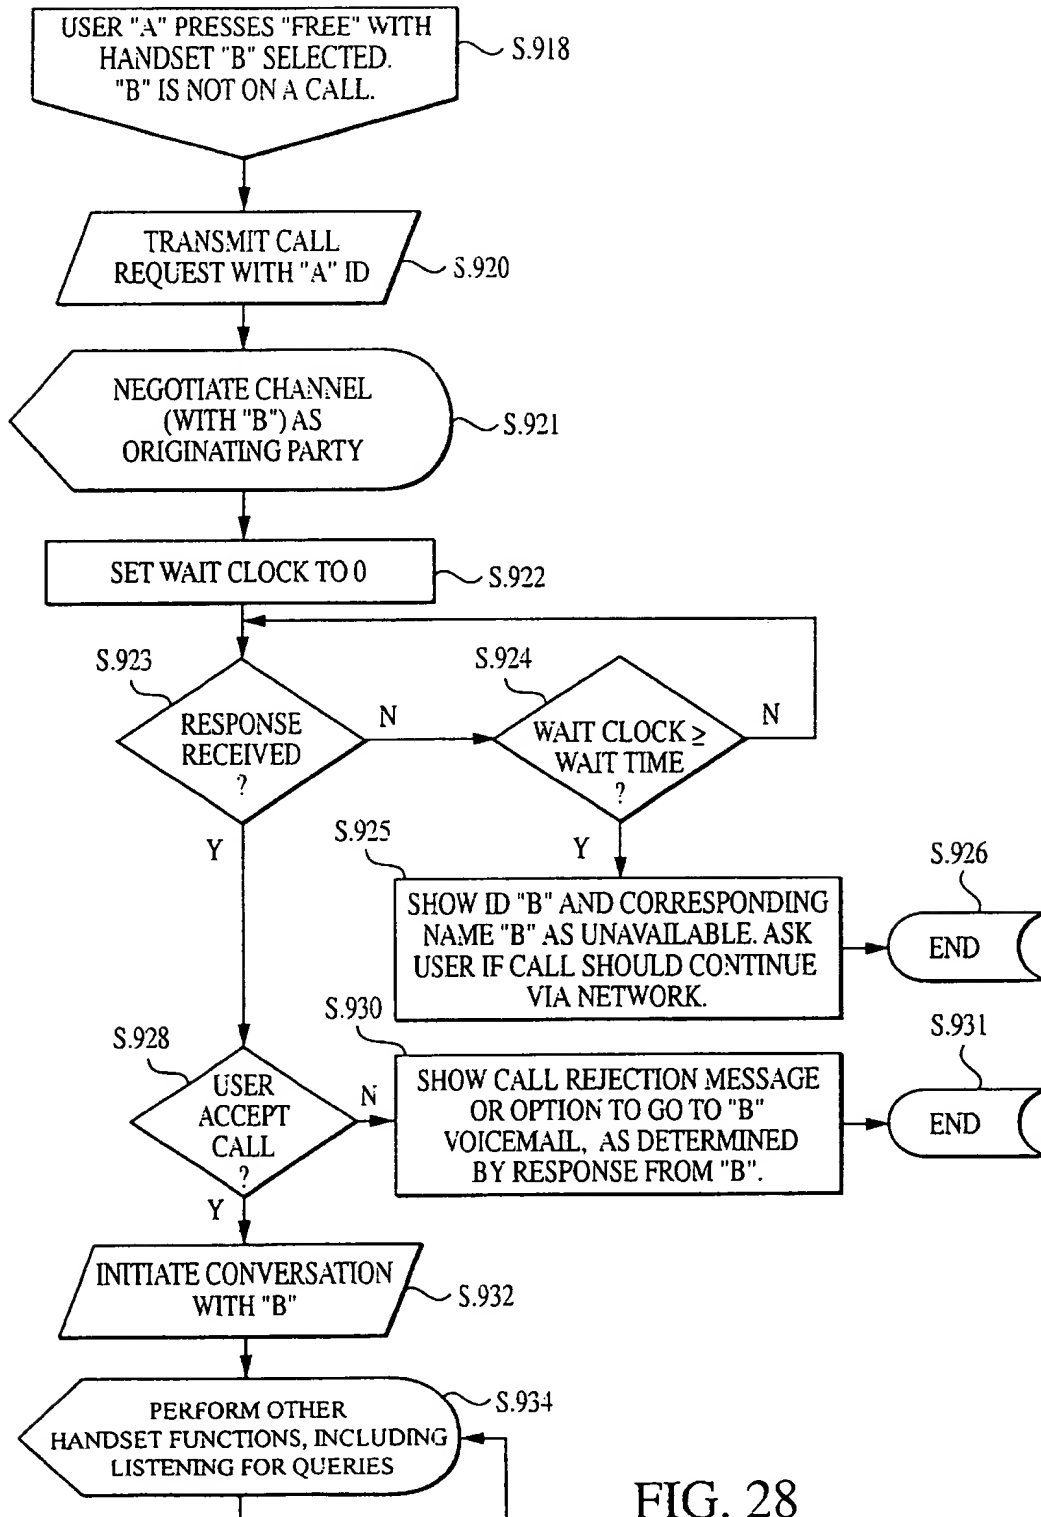 USER "A" PRESSES "FREE" WITH
HANDSET "B" SELECTED.
"B" IS NOT ON A CALL.
S.918
TRANSMIT CALL
REQUEST WITH "A" ID
S.920
NEGOTIATE CHANNEL
(WITH "B") AS
ORIGINATING PARTY
S.921
SET WAIT CLOCK TO 0
S.922
S.923
RESPONSE
RECEIVED
?
N
Y
S.924
WAIT CLOCK ≥
WAIT TIME
?
N
Y
S.925
SHOW ID "B" AND CORRESPONDING
NAME "B" AS UNAVAILABLE. ASK
USER IF CALL SHOULD CONTINUE
VIA NETWORK.
S.926
END
S.928
USER
ACCEPT
CALL
?
N
Y
S.930
SHOW CALL REJECTION MESSAGE
OR OPTION TO GO TO "B"
VOICEMAIL, AS DETERMINED
BY RESPONSE FROM "B".
S.931
END
INITIATE CONVERSATION
WITH "B"
S.932
PERFORM OTHER
HANDSET FUNCTIONS, INCLUDING
LISTENING FOR QUERIES
S.934
FIG. 28